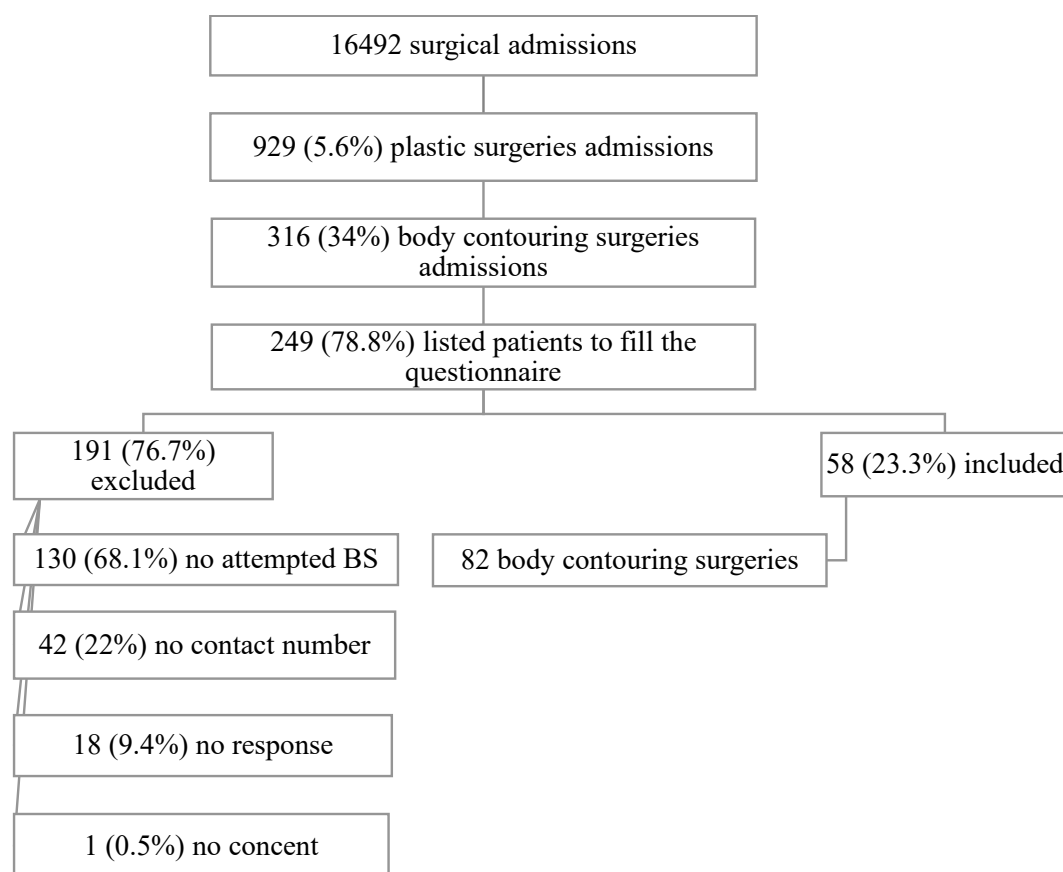 16492 surgical admissions
929 (5.6%) plastic surgeries admissions
316 (34%) body contouring surgeries
admissions
249 (78.8%) listed patients to fill the
questionnaire
191 (76.7%)
excluded
58 (23.3%) included
130 (68.1%) no attempted BS
82 body contouring surgeries
42 (22%) no contact number
18 (9.4%) no response
1 (0.5%) no concent